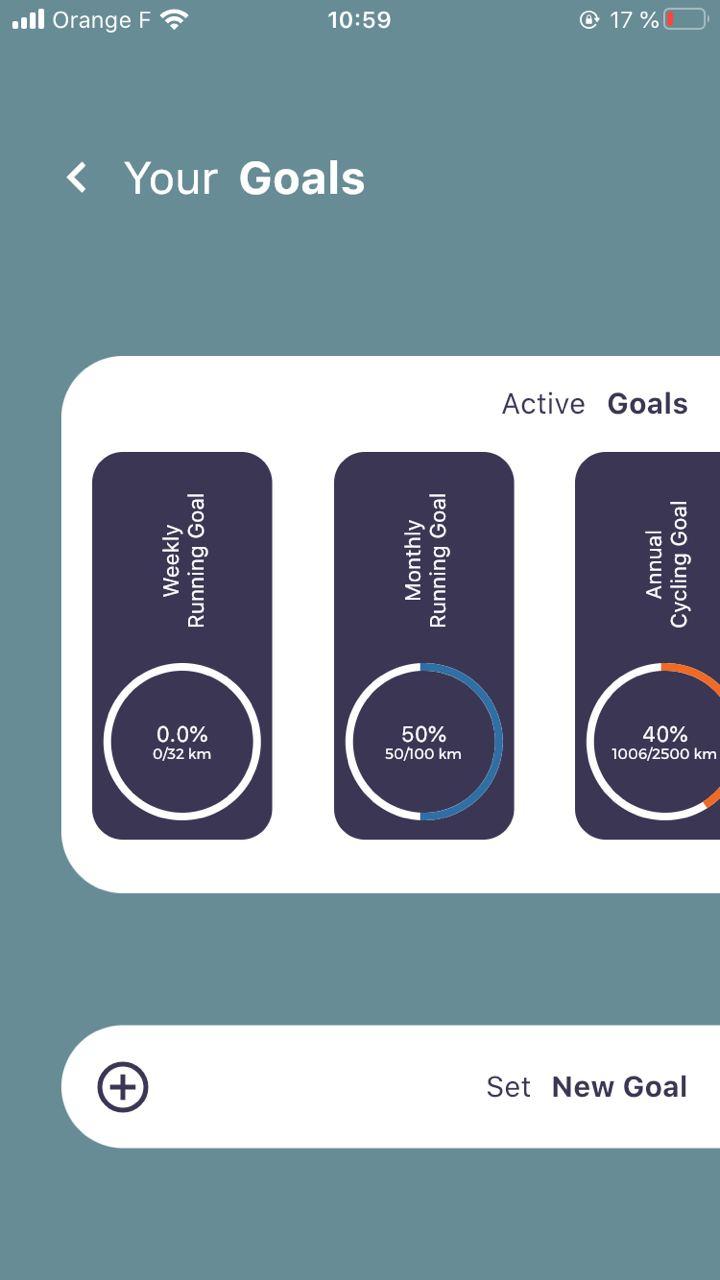 Orange F 10:59 17 %
Your Goals
Active Goals
Weekly
Running Goal
0.0%
0/32 km
Monthly
Running Goal
50%
50/100 km
Annual
Cycling Goal
40%
1006/2500 km
Set New Goal